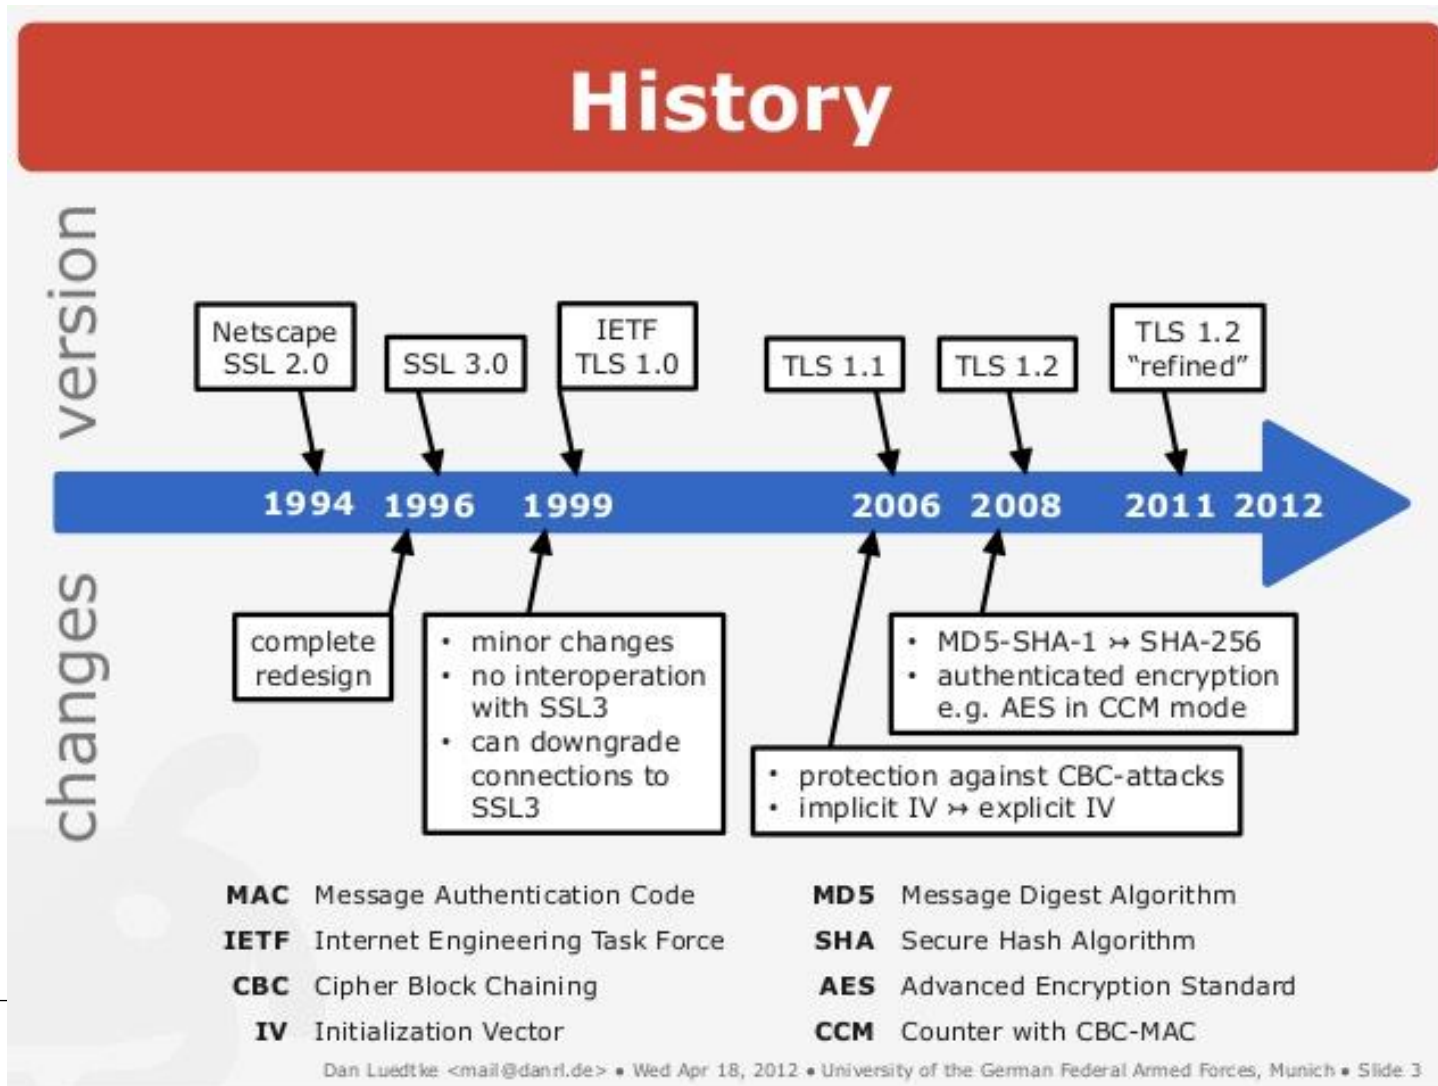 History
version
Netscape
SSL 2.0
SSL 3.0
IETF
TLS 1.0
TLS 1.1
TLS 1.2
TLS 1.2
“refined”
1994 1996 1999 2006 2008 2011 2012
changes
complete
redesign
• minor changes
• no interoperation
with SSL3
• can downgrade
connections to
SSL3
• MD5-SHA-1 ↣ SHA-256
• authenticated encryption
e.g. AES in CCM mode
• protection against CBC-attacks
• implicit IV ↣ explicit IV
MAC Message Authentication Code
IETF Internet Engineering Task Force
CBC Cipher Block Chaining
IV Initialization Vector
MD5 Message Digest Algorithm
SHA Secure Hash Algorithm
AES Advanced Encryption Standard
CCM Counter with CBC-MAC
Dan Luedtke <mail@danrl.de> • Wed Apr 18, 2012 • University of the German Federal Armed Forces, Munich • Slide 3